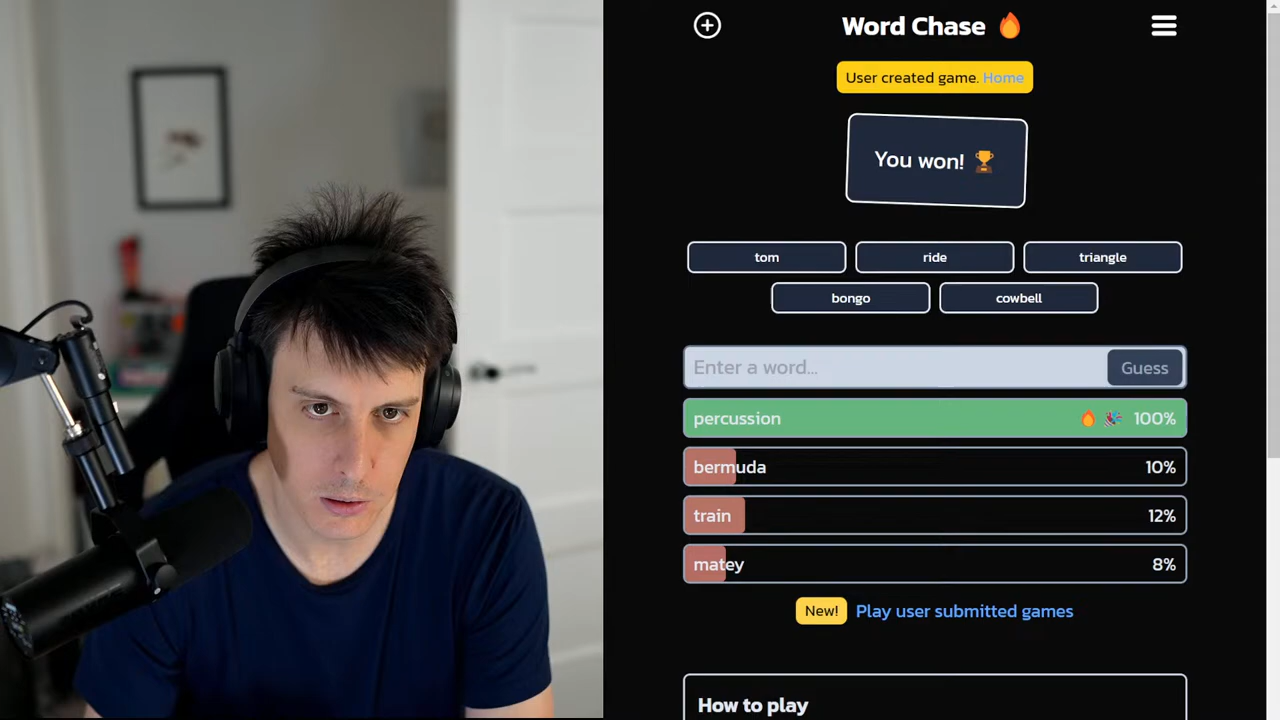 Word Chase 🔥
User created game. Home
You won! 🏆
tom ride triangle
bongo cowbell
Enter a word... Guess
percussion 🔥 🎉 100%
bermuda 10%
train 12%
matey 8%
New! Play user submitted games
How to play